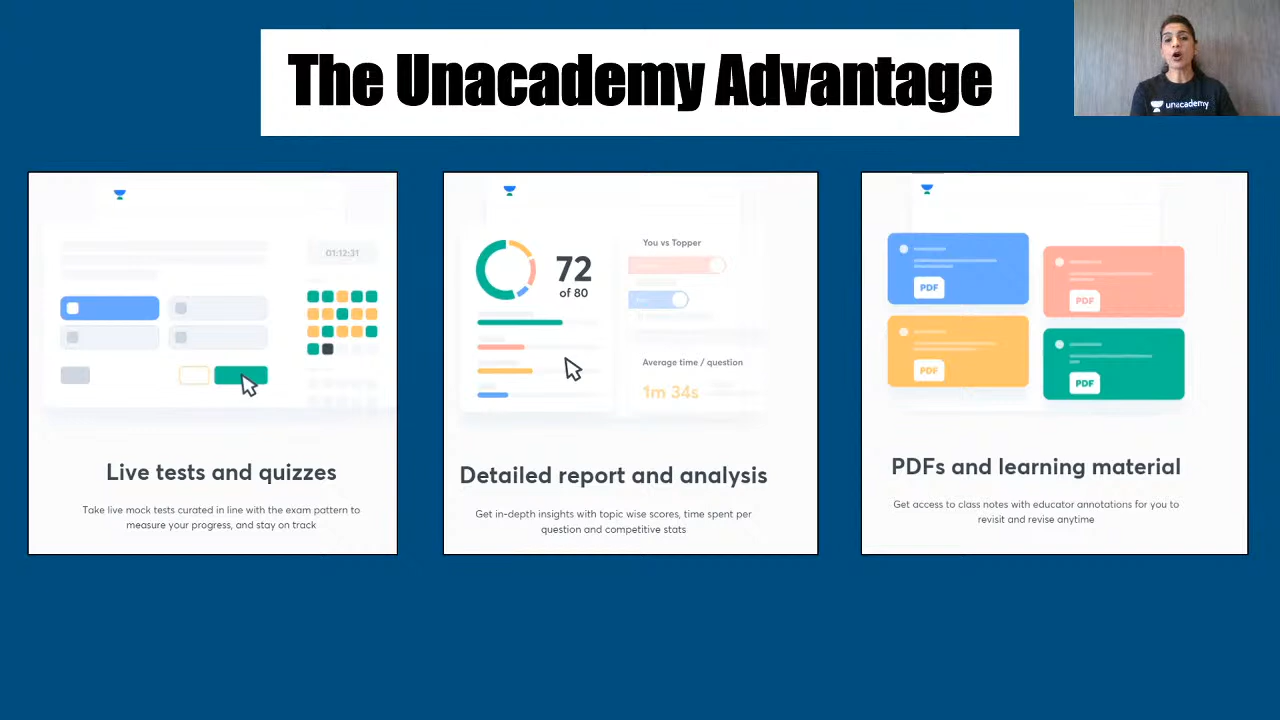 The Unacademy Advantage
unacademy
01:12:31
Live tests and quizzes
Take live mock tests curated in line with the exam pattern to
measure your progress, and stay on track
72
of 80
You vs Topper
Average time / question
1m 34s
Detailed report and analysis
Get in-depth insights with topic wise scores, time spent per
question and competitive stats
PDF
PDF
PDF
PDF
PDFs and learning material
Get access to class notes with educator annotations for you to
revisit and revise anytime